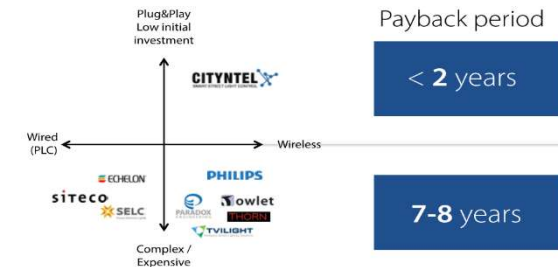 Plug&Play
Low initial
investment
Payback period
CITYNTEL
SMART STREET LIGHT CONTROL
< 2 years
Wired
(PLC)
Wireless
ECHELON
PHILIPS
siteco
owlet
PARADOX
SELC
THORN
TVILIGHT
7-8 years
Complex /
Expensive